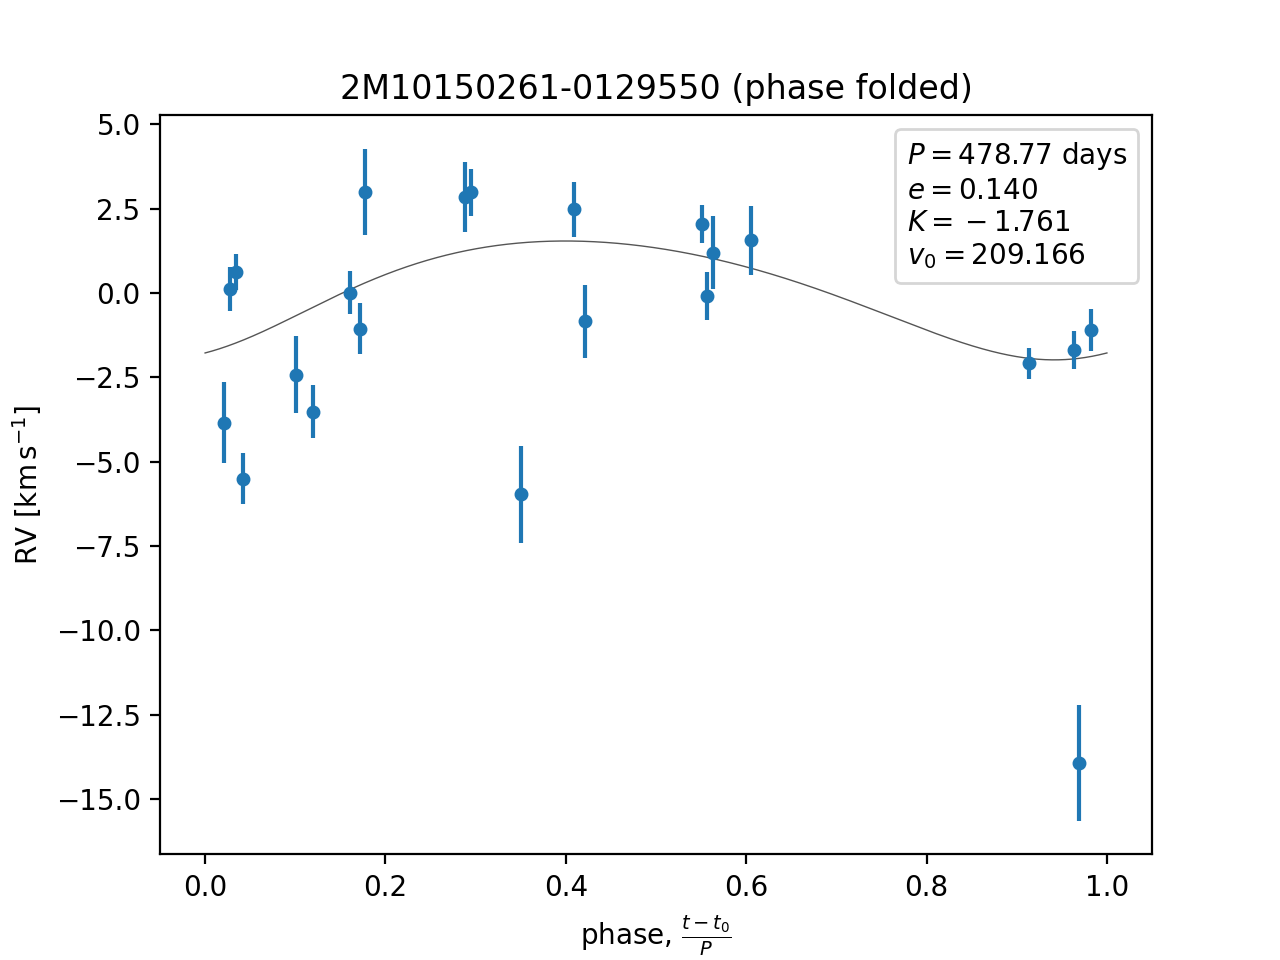 2M10150261-0129550 (phase folded)
P = 478.77 days
e = 0.140
K = −1.761
v₀ = 209.166
RV [km s⁻¹]
5.0
2.5
0.0
−2.5
−5.0
−7.5
−10.0
−12.5
−15.0
0.0 0.2 0.4 0.6 0.8 1.0
phase, (t − t₀)/P